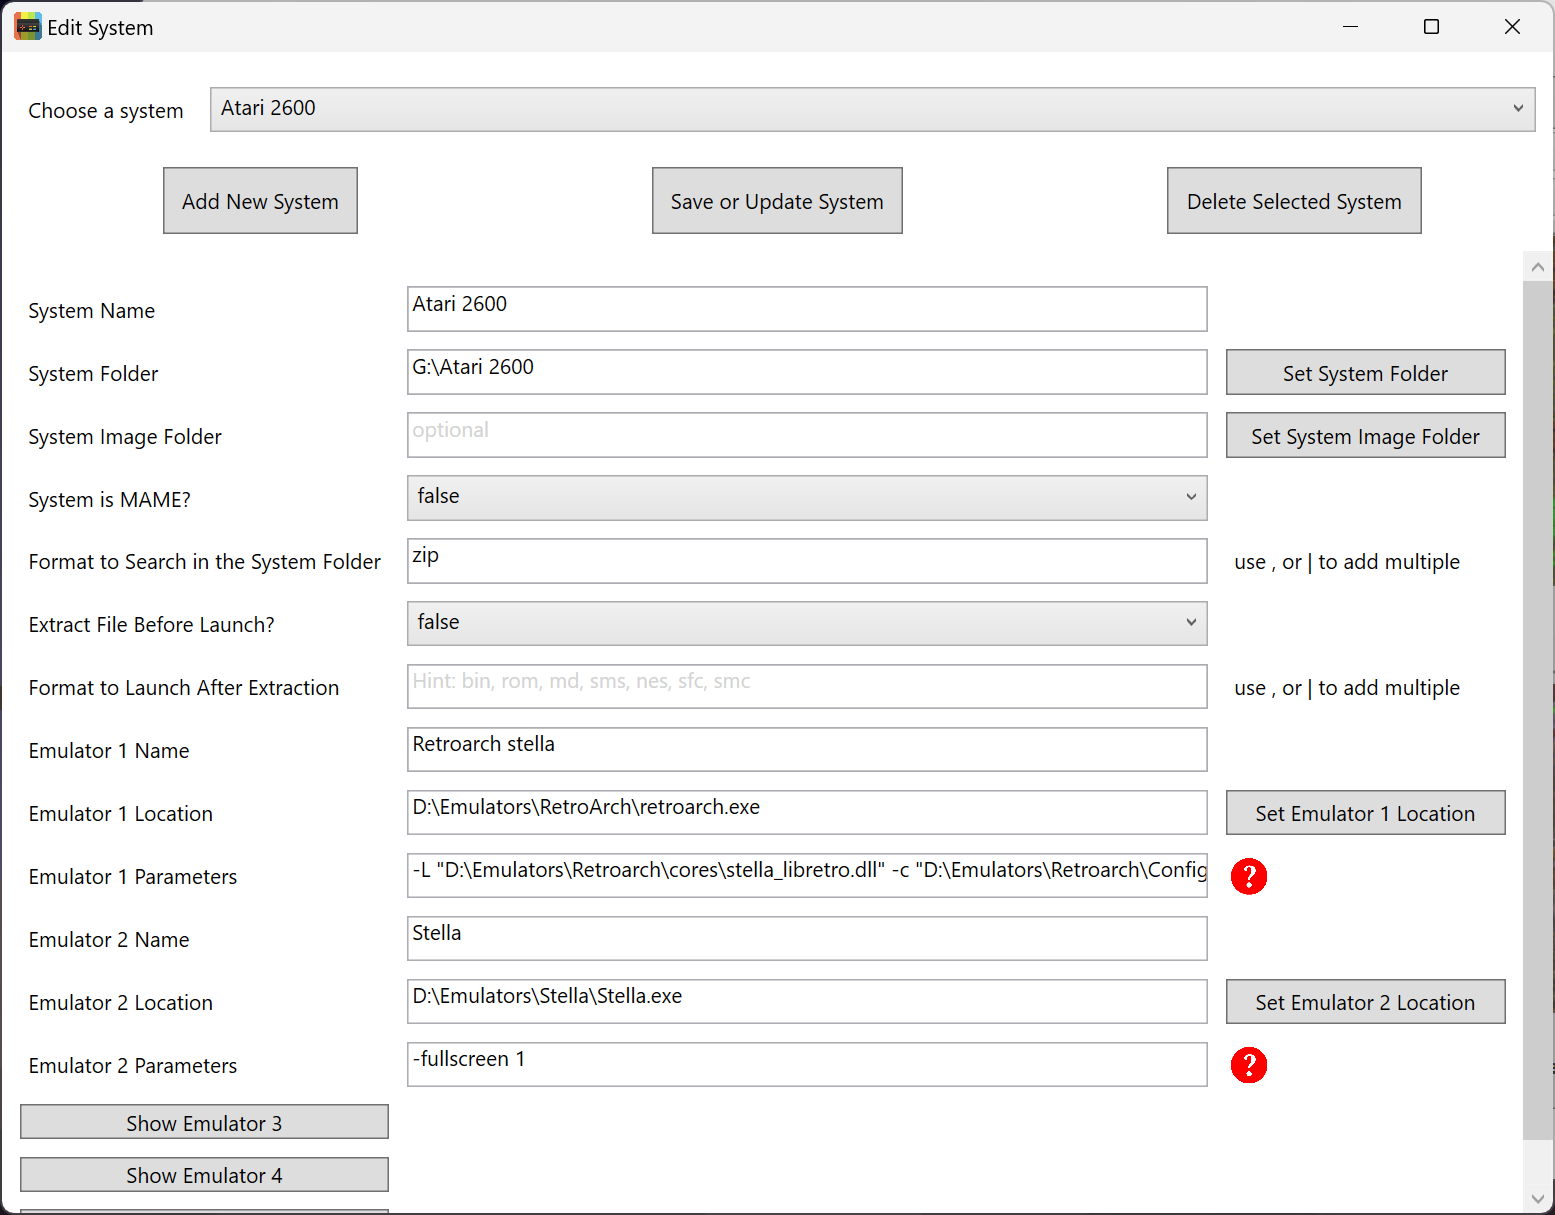 Edit System
Choose a system Atari 2600
Add New System Save or Update System Delete Selected System
System Name Atari 2600
System Folder G:\Atari 2600 Set System Folder
System Image Folder optional Set System Image Folder
System is MAME? false
Format to Search in the System Folder zip use , or | to add multiple
Extract File Before Launch? false
Format to Launch After Extraction Hint: bin, rom, md, sms, nes, sfc, smc use , or | to add multiple
Emulator 1 Name Retroarch stella
Emulator 1 Location D:\Emulators\RetroArch\retroarch.exe Set Emulator 1 Location
Emulator 1 Parameters -L "D:\Emulators\Retroarch\cores\stella_libretro.dll" -c "D:\Emulators\Retroarch\Config ?
Emulator 2 Name Stella
Emulator 2 Location D:\Emulators\Stella\Stella.exe Set Emulator 2 Location
Emulator 2 Parameters -fullscreen 1 ?
Show Emulator 3
Show Emulator 4